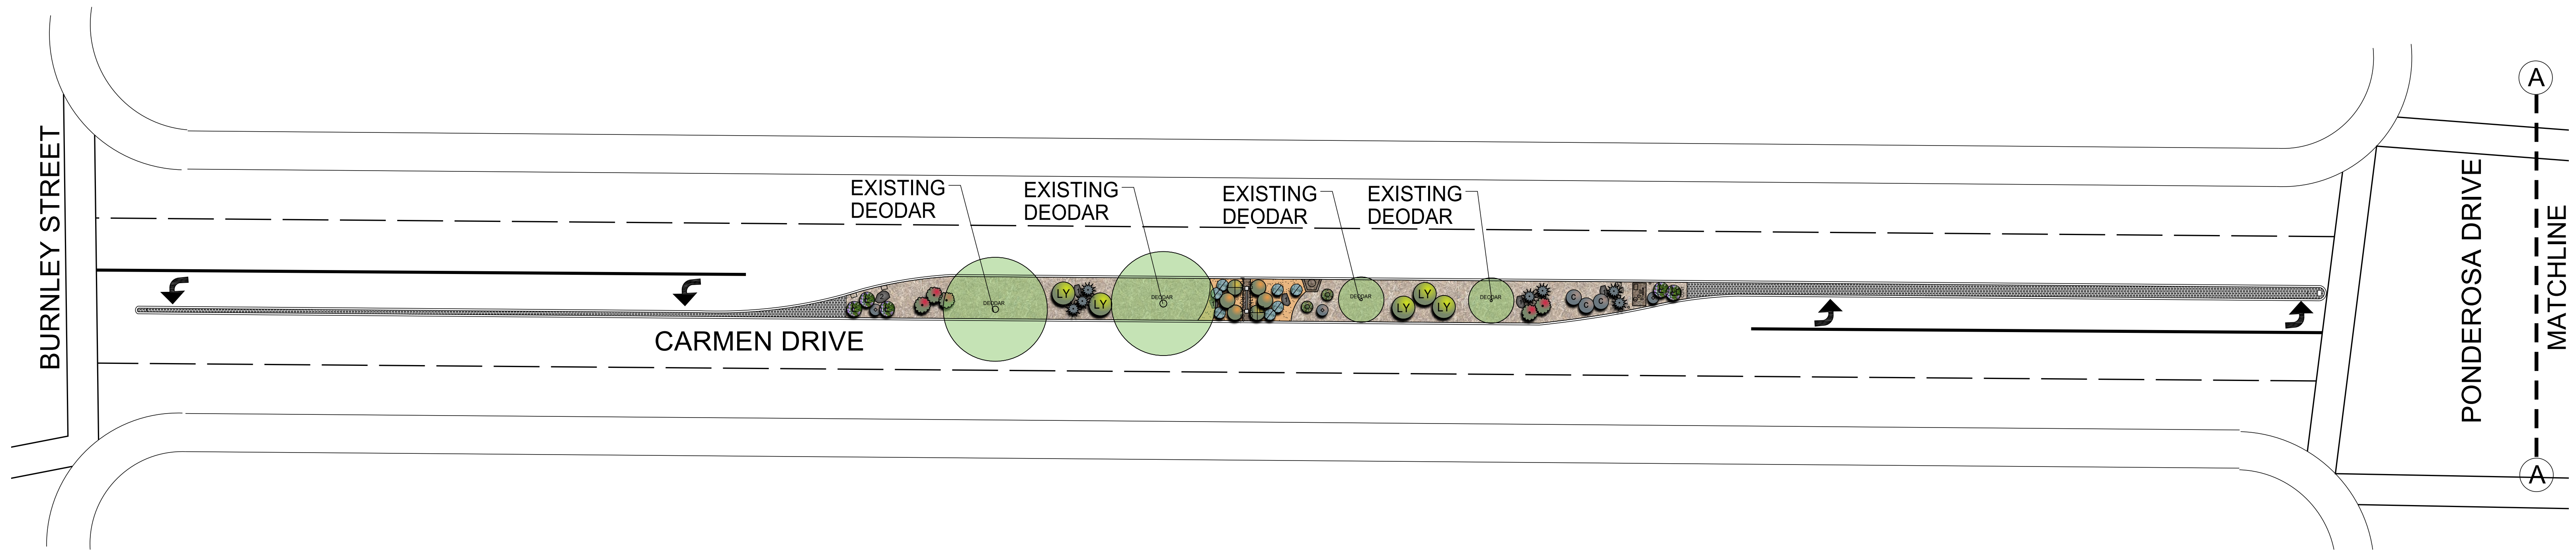 BURNLEY STREET
EXISTING
DEODAR
EXISTING
DEODAR
EXISTING
DEODAR
EXISTING
DEODAR
DEODAR
LY
LY
DEODAR
DEODAR
LY
LY
LY
DEODAR
C
C
C
CARMEN DRIVE
PONDEROSA DRIVE
A
MATCHLINE
A